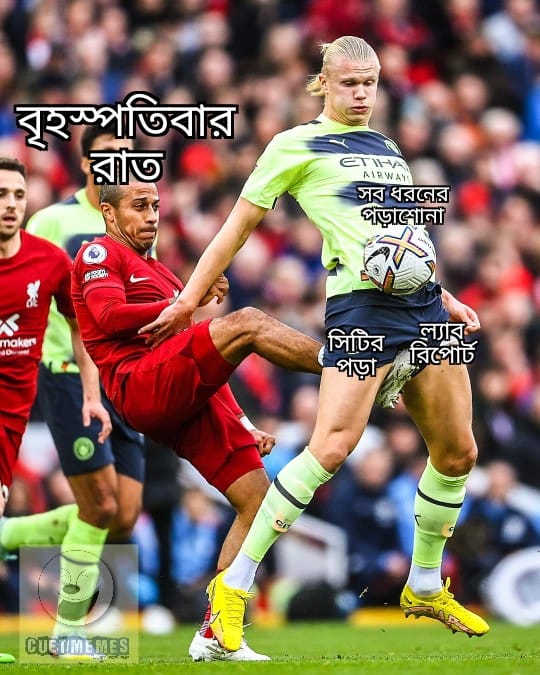 বৃহস্পতিবার
রাত
ETIHAD
AIRWAYS
সব ধরনের
পড়াশোনা
সিটির
পড়া
ল্যাব
রিপোর্ট
CUET MEMES